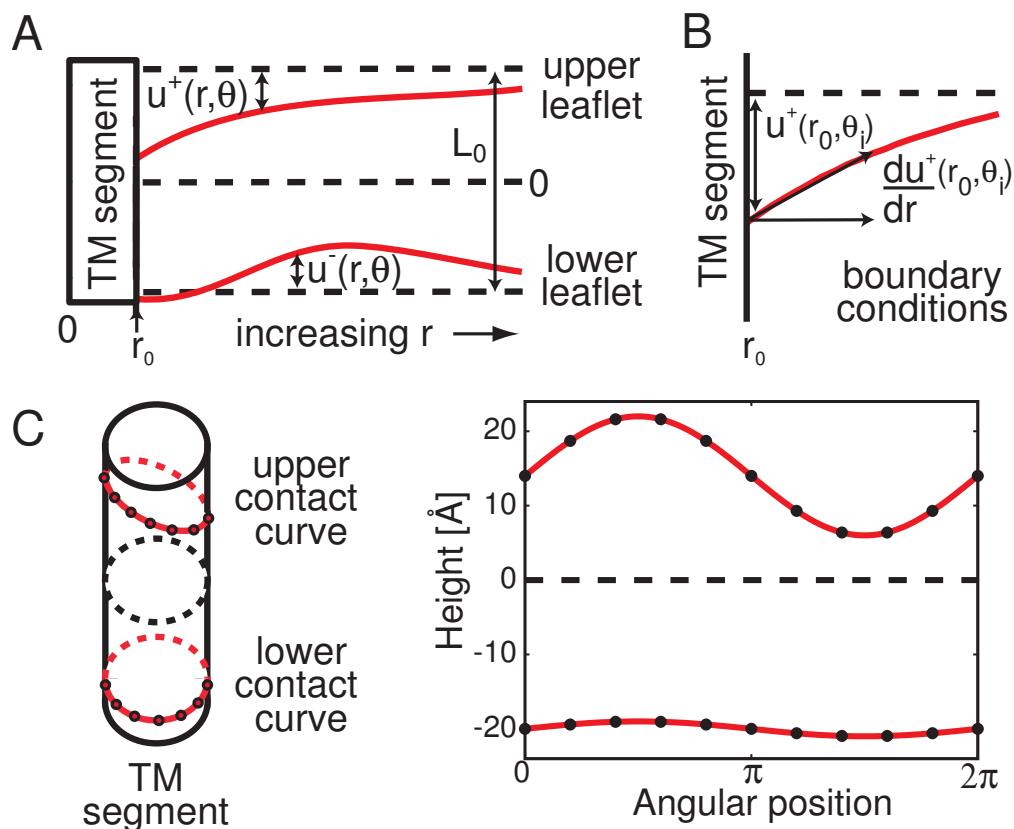 A
TM segment
u⁺(r,θ)
upper
leaflet
L₀
0
u⁻(r,θ)
lower
leaflet
0
r₀
increasing r
B
TM segment
u⁺(r₀,θᵢ)
du⁺(r₀,θᵢ)
dr
boundary
conditions
r₀
C
upper
contact
curve
lower
contact
curve
TM
segment
Height [Å]
20
10
0
-10
-20
0
π
2π
Angular position